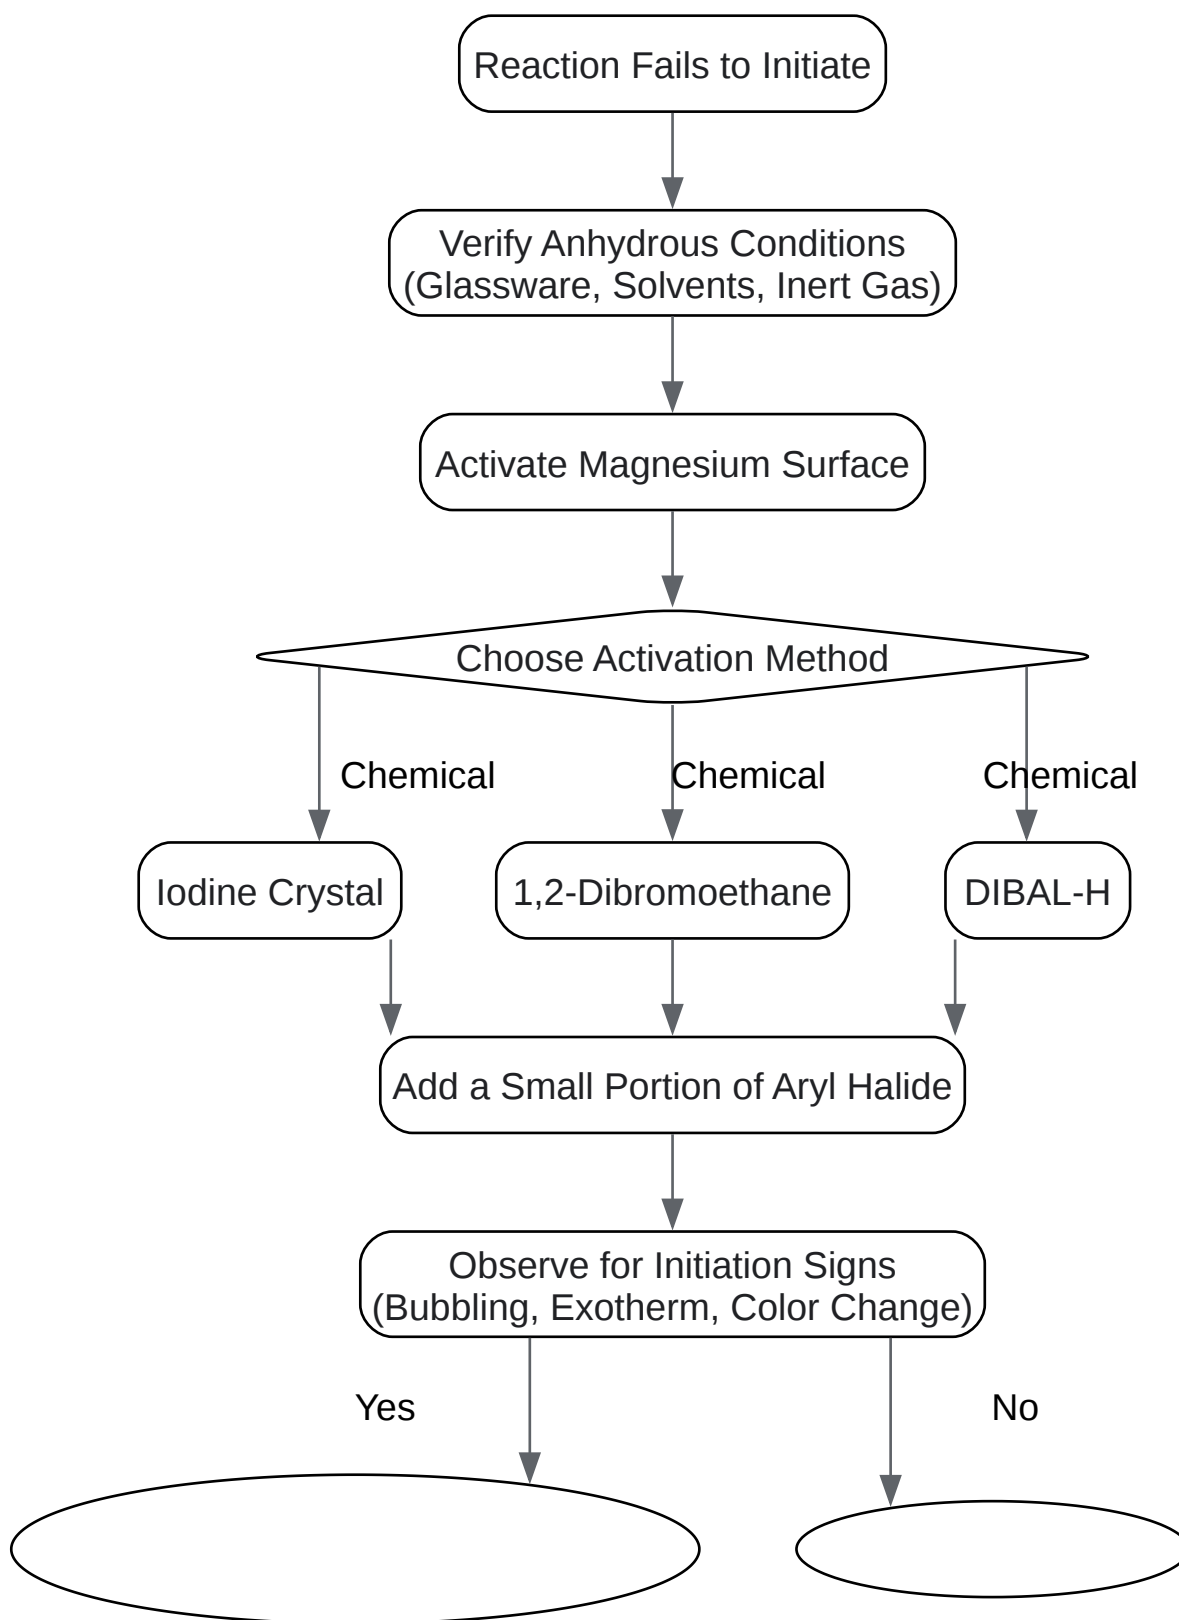 Reaction Fails to Initiate
Verify Anhydrous Conditions
(Glassware, Solvents, Inert Gas)
Activate Magnesium Surface
Choose Activation Method
Chemical
Chemical
Chemical
Iodine Crystal
1,2-Dibromoethane
DIBAL-H
Add a Small Portion of Aryl Halide
Observe for Initiation Signs
(Bubbling, Exotherm, Color Change)
Yes
No